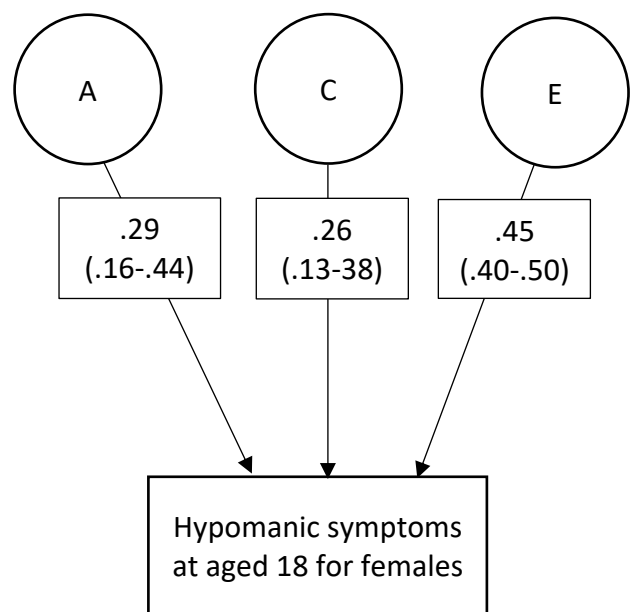 A
C
E
.29
(.16-.44)
.26
(.13-38)
.45
(.40-.50)
Hypomanic symptoms
at aged 18 for females